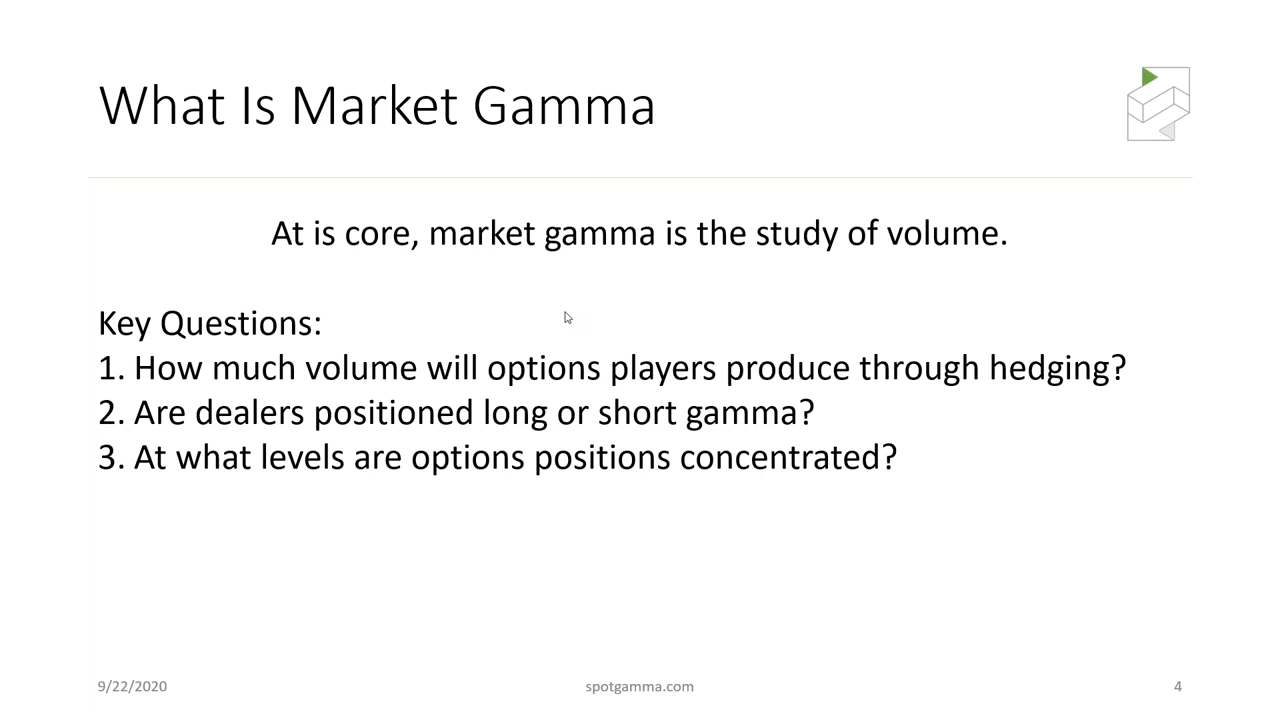 What Is Market Gamma
At is core, market gamma is the study of volume.
Key Questions:
1. How much volume will options players produce through hedging?
2. Are dealers positioned long or short gamma?
3. At what levels are options positions concentrated?
9/22/2020
spotgamma.com
4